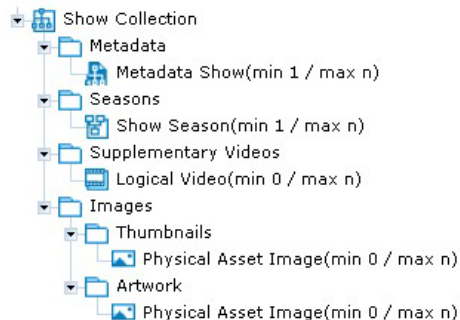 Show Collection
Metadata
Metadata Show(min 1 / max n)
Seasons
Show Season(min 1 / max n)
Supplementary Videos
Logical Video(min 0 / max n)
Images
Thumbnails
Physical Asset Image(min 0 / max n)
Artwork
Physical Asset Image(min 0 / max n)